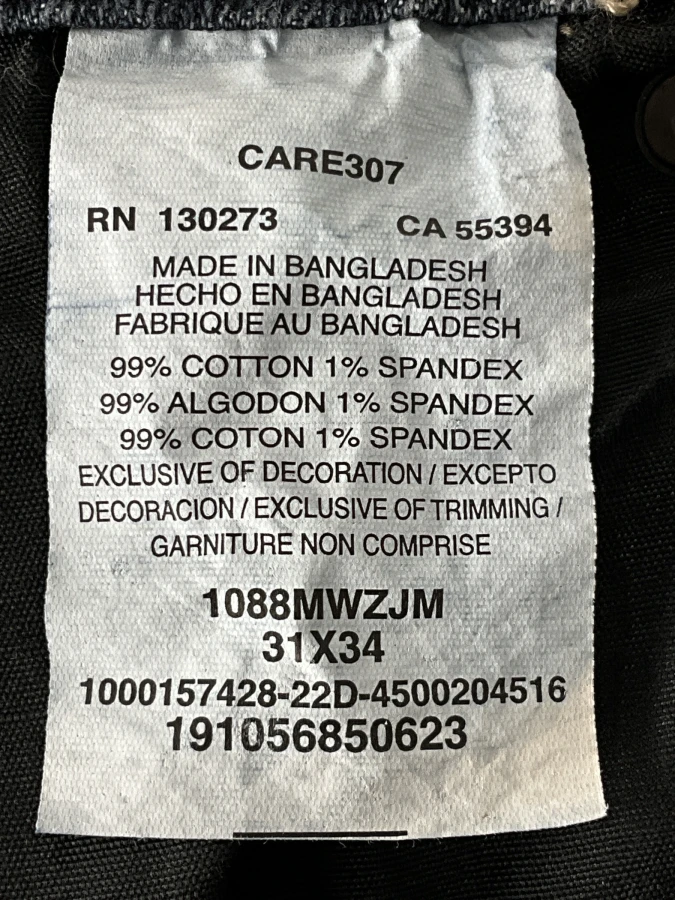 CARE307
RN 130273 CA 55394
MADE IN BANGLADESH
HECHO EN BANGLADESH
FABRIQUE AU BANGLADESH
99% COTTON 1% SPANDEX
99% ALGODON 1% SPANDEX
99% COTON 1% SPANDEX
EXCLUSIVE OF DECORATION / EXCEPTO
DECORACION / EXCLUSIVE OF TRIMMING /
GARNITURE NON COMPRISE
1088MWZJM
31X34
1000157428-22D-4500204516
191056850623